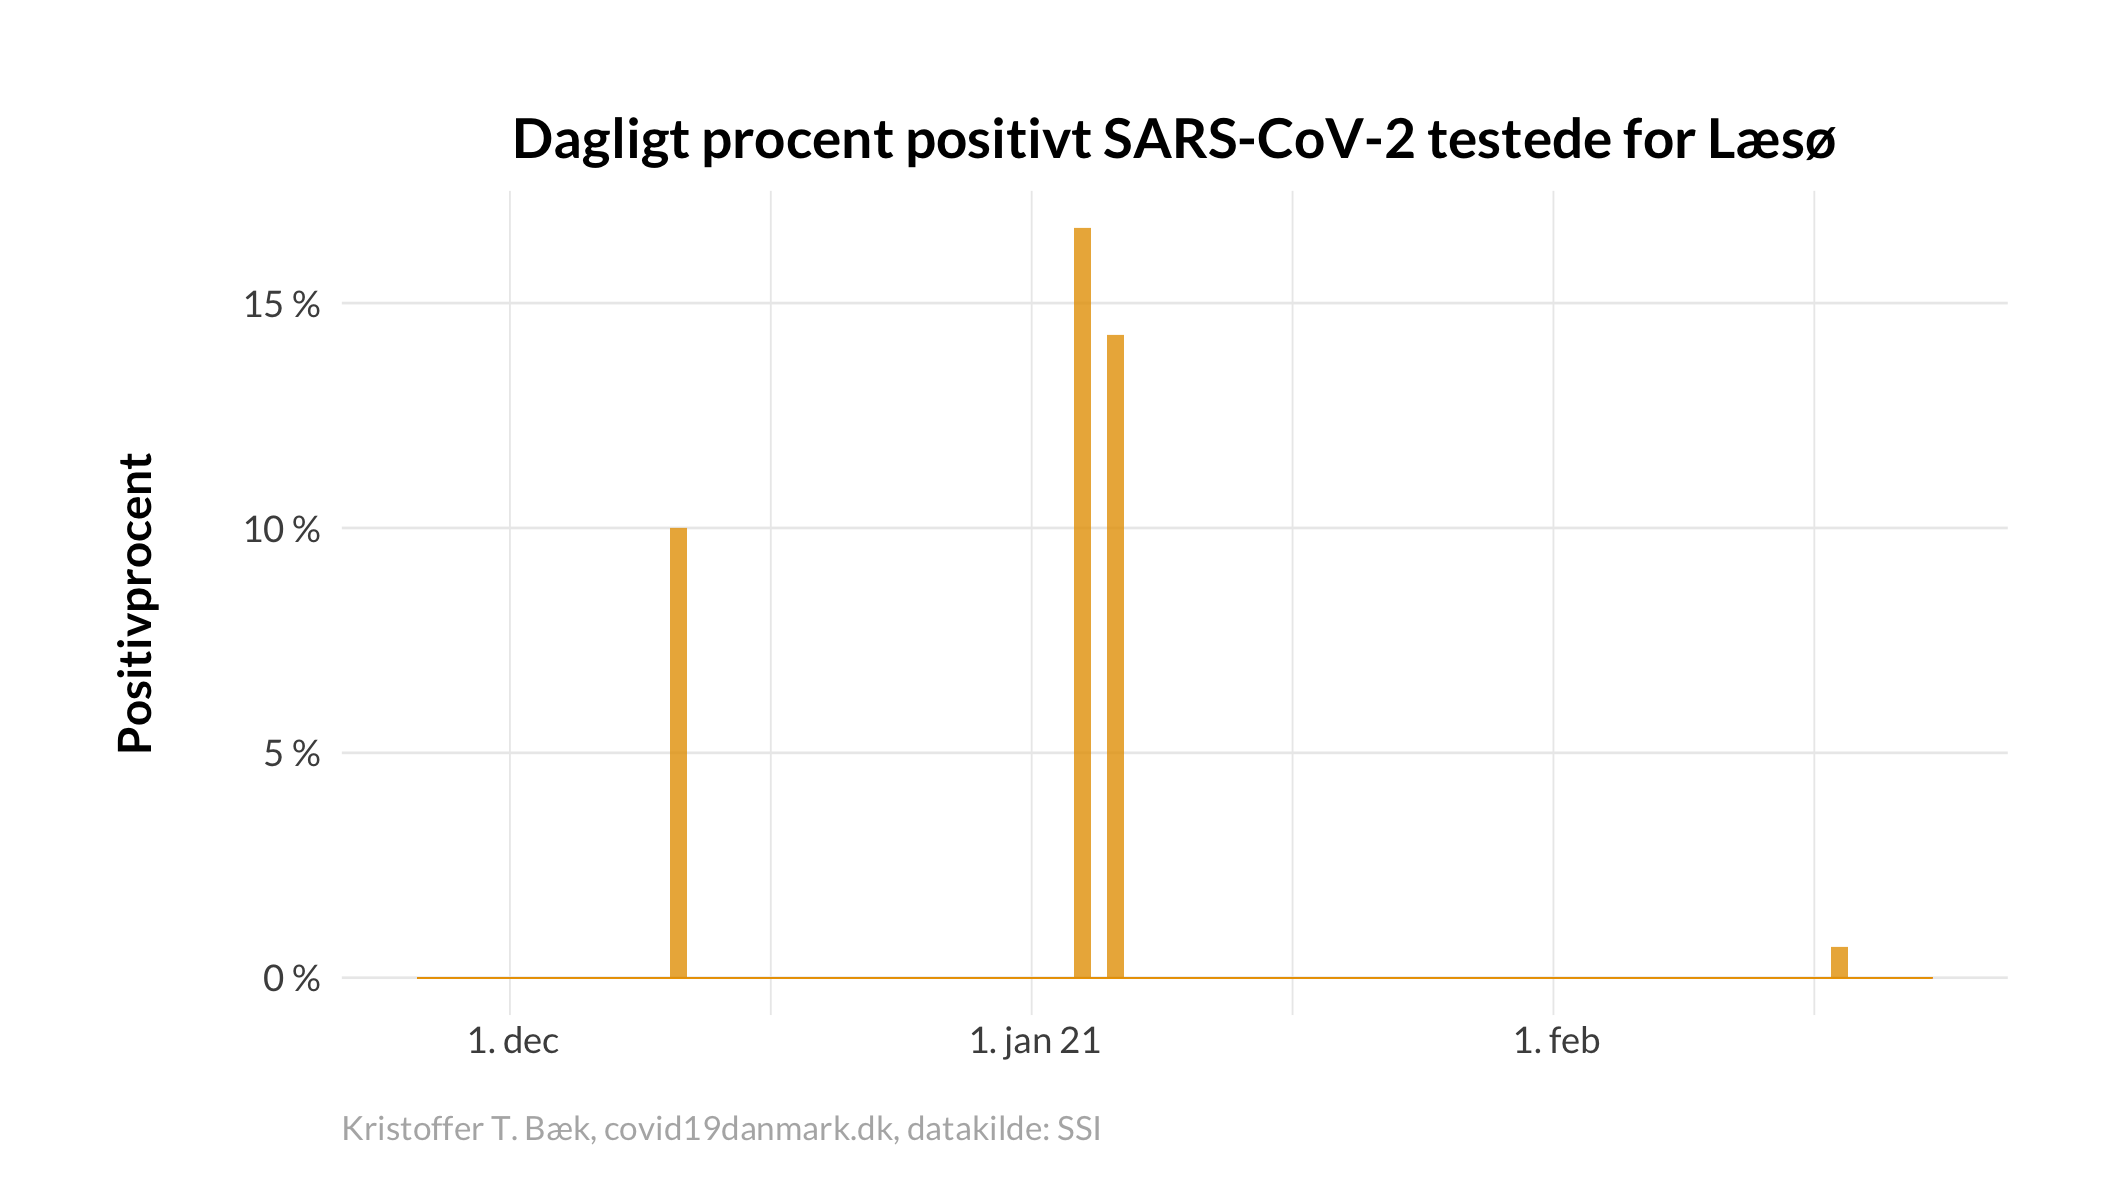 Dagligt procent positivt SARS-CoV-2 testede for Læsø
Positivprocent
15 %
10 %
5 %
0 %
1. dec
1. jan 21
1. feb
Kristoffer T. Bæk, covid19danmark.dk, datakilde: SSI